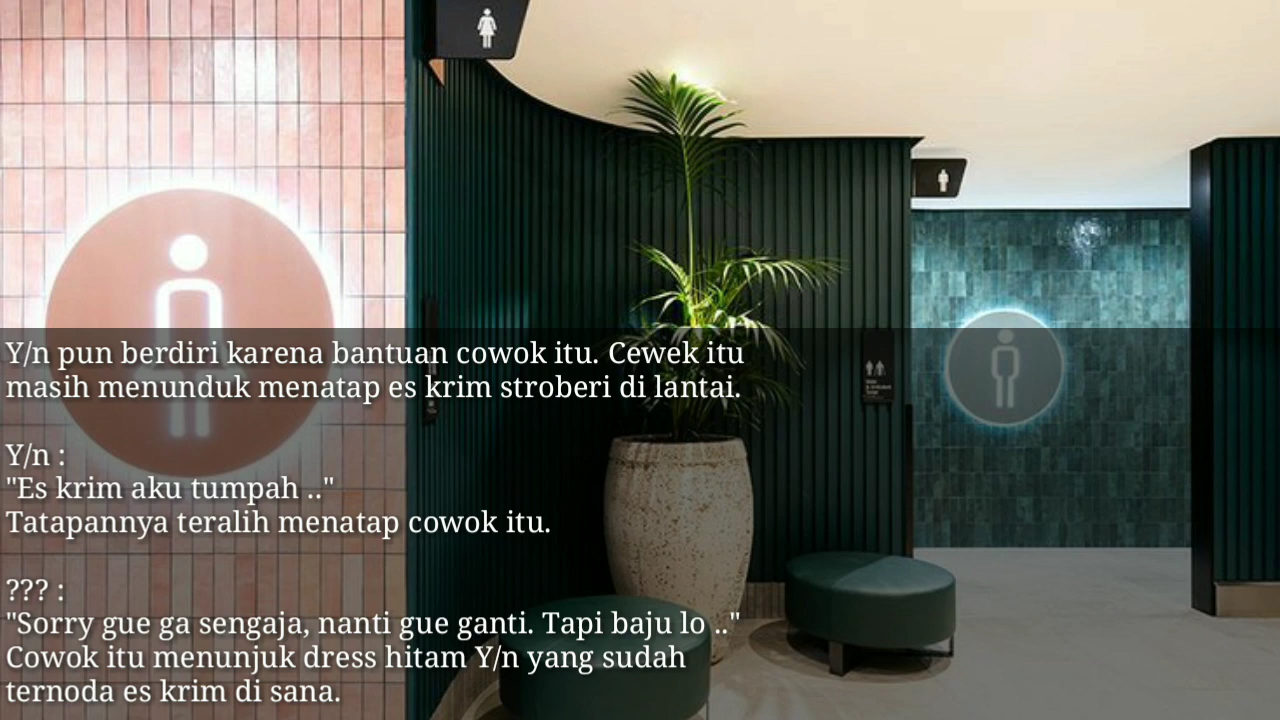 Y/n pun berdiri karena bantuan cowok itu. Cewek itu
masih menunduk menatap es krim stroberi di lantai.
Y/n :
"Es krim aku tumpah .."
Tatapannya teralih menatap cowok itu.
??? :
"Sorry gue ga sengaja, nanti gue ganti. Tapi baju lo .."
Cowok itu menunjuk dress hitam Y/n yang sudah
ternoda es krim di sana.